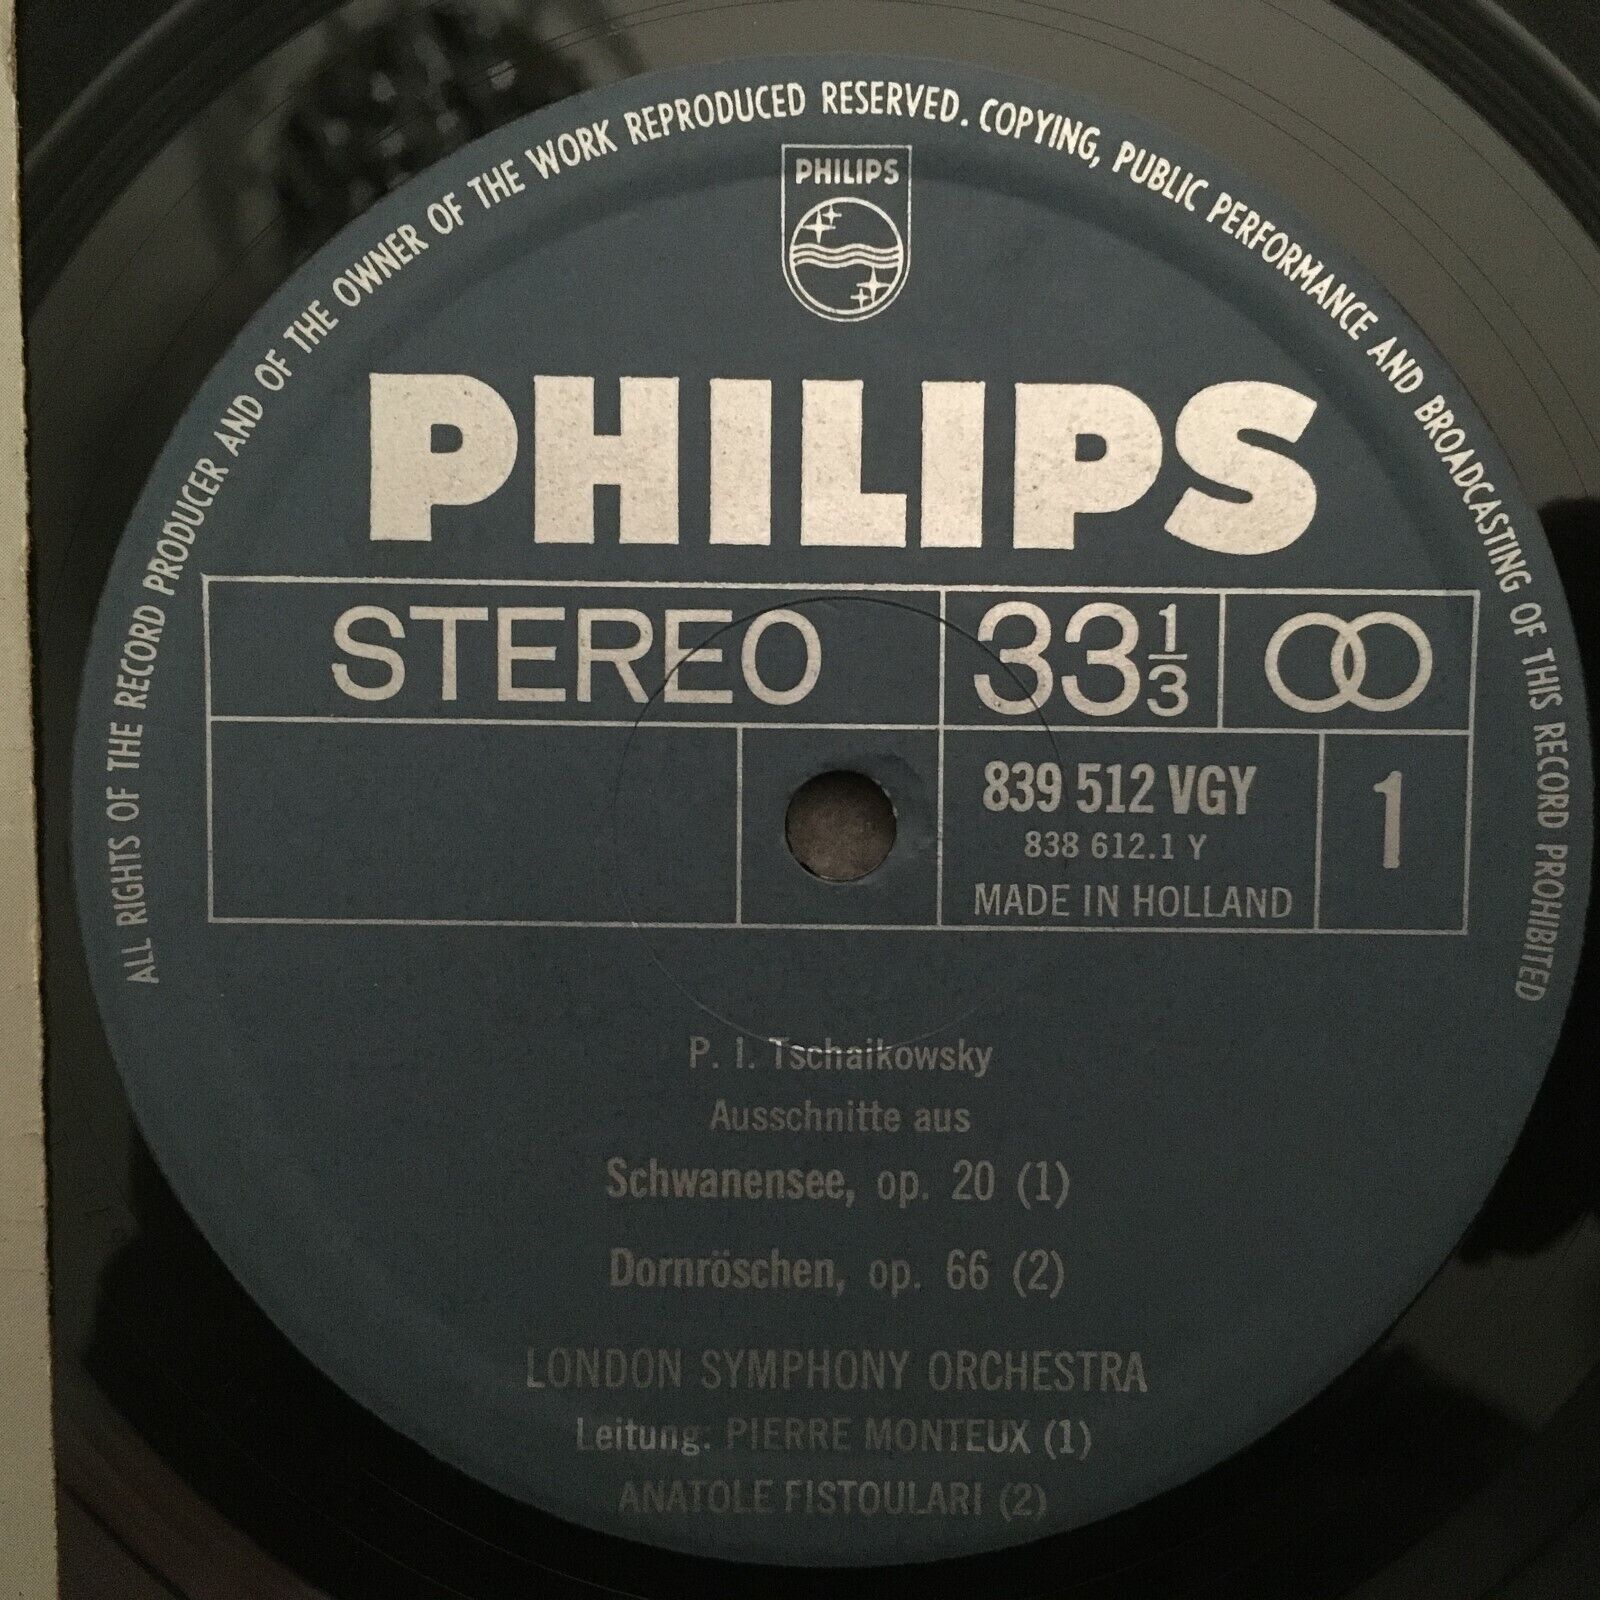 ALL RIGHTS OF THE RECORD PRODUCER AND OF THE OWNER OF THE WORK REPRODUCED RESERVED. COPYING, PUBLIC PERFORMANCE AND BROADCASTING OF THIS RECORD PROHIBITED
PHILIPS
PHILIPS
STEREO 33 1/3
839 512 VGY 1
838 612.1 Y
MADE IN HOLLAND
P. I. Tschaikowsky
Ausschnitte aus
Schwanensee, op. 20 (1)
Dornröschen, op. 66 (2)
LONDON SYMPHONY ORCHESTRA
Leitung: PIERRE MONTEUX (1)
ANATOLE FISTOULARI (2)